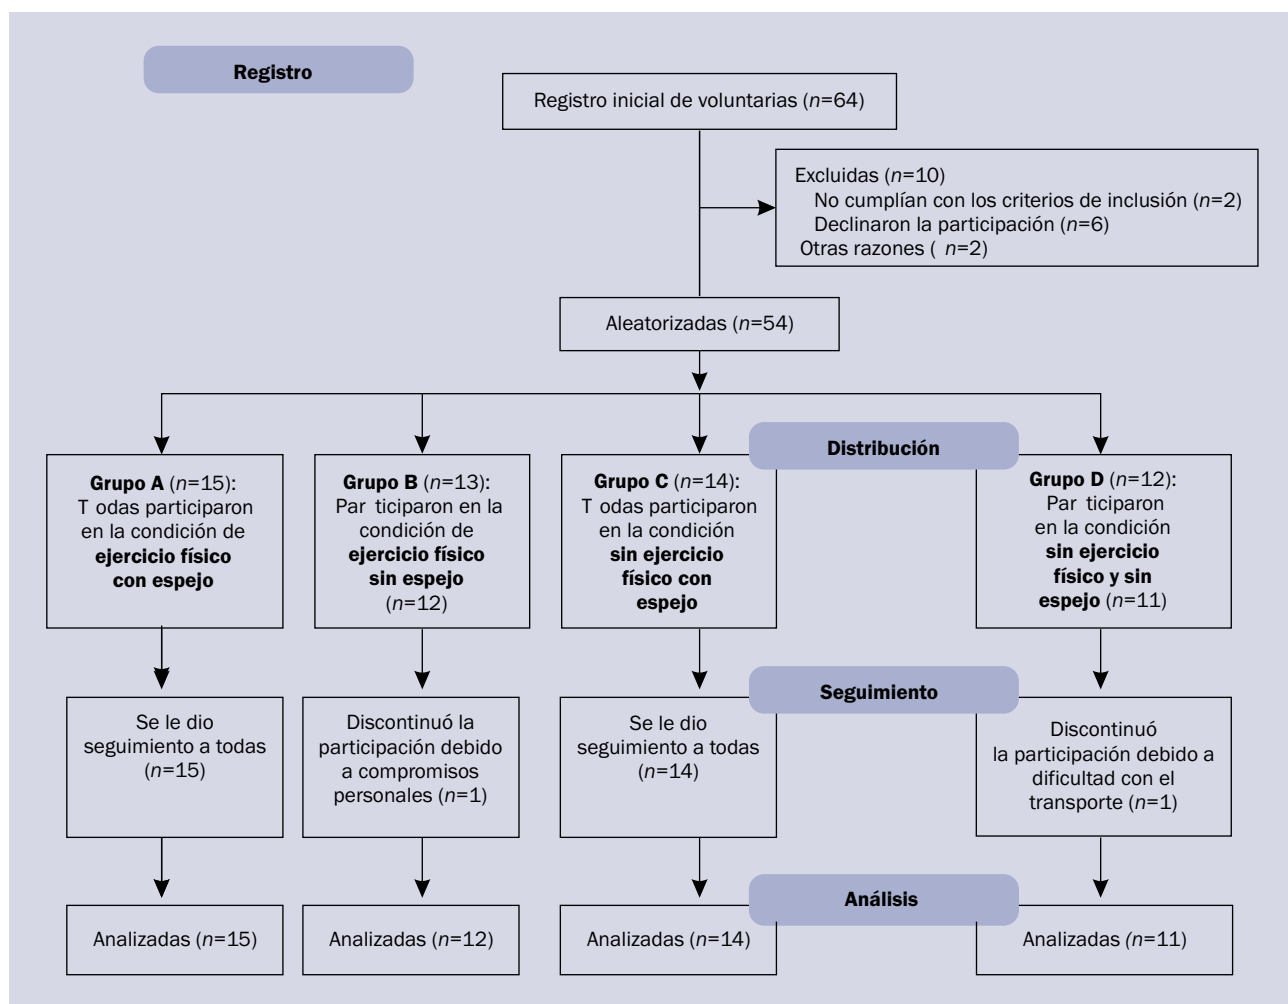 Registro
Registro inicial de voluntarias (n=64)
Excluidas (n=10)
No cumplían con los criterios de inclusión (n=2)
Declinaron la participación (n=6)
Otras razones ( n=2)
Aleatorizadas (n=54)
Distribución
Grupo A (n=15):
T odas participaron
en la condición de
ejercicio físico
con espejo
Grupo B (n=13):
Par ticiparon en la
condición de
ejercicio físico
sin espejo
(n=12)
Grupo C (n=14):
T odas participaron
en la condición
sin ejercicio
físico con
espejo
Grupo D (n=12):
Par ticiparon
en la condición
sin ejercicio
físico y sin
espejo (n=11)
Seguimiento
Se le dio
seguimiento a todas
(n=15)
Discontinuó la
participación debido
a compromisos
personales (n=1)
Se le dio
seguimiento a todas
(n=14)
Discontinuó
la participación debido a
dificultad con el
transporte (n=1)
Análisis
Analizadas (n=15)
Analizadas (n=12)
Analizadas (n=14)
Analizadas (n=11)